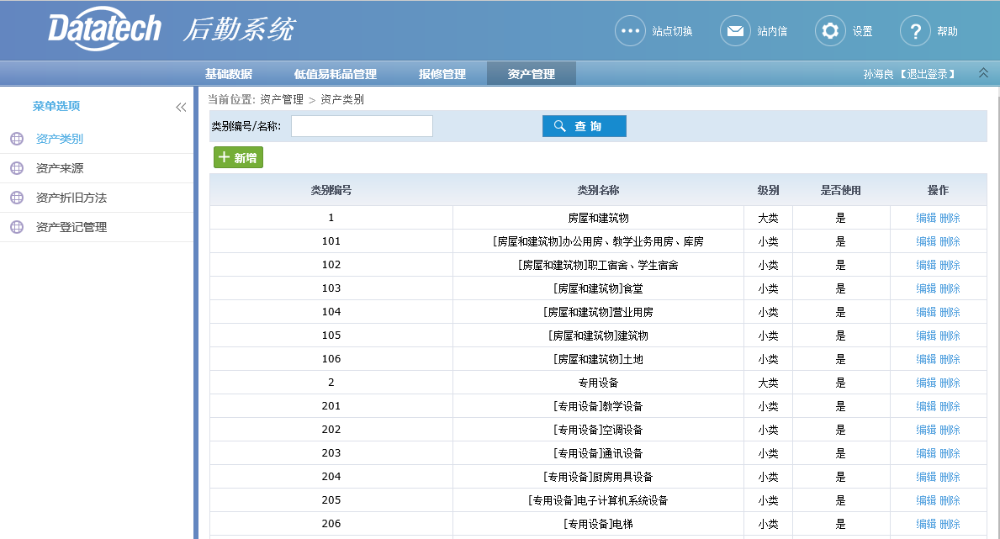 Datatech 后勤系统 站点切换 站内信 设置 ? 帮助
基础数据 低值易耗品管理 报修管理 资产管理 孙海良 【退出登录】
菜单选项
资产类别
资产来源
资产折旧方法
资产登记管理
当前位置: 资产管理 > 资产类别
类别编号/名称: 查 询
+ 新增
类别编号 类别名称 级别 是否使用 操作
1 房屋和建筑物 大类 是 编辑 删除
101 [房屋和建筑物]办公用房、教学业务用房、库房 小类 是 编辑 删除
102 [房屋和建筑物]职工宿舍、学生宿舍 小类 是 编辑 删除
103 [房屋和建筑物]食堂 小类 是 编辑 删除
104 [房屋和建筑物]营业用房 小类 是 编辑 删除
105 [房屋和建筑物]建筑物 小类 是 编辑 删除
106 [房屋和建筑物]土地 小类 是 编辑 删除
2 专用设备 大类 是 编辑 删除
201 [专用设备]教学设备 小类 是 编辑 删除
202 [专用设备]空调设备 小类 是 编辑 删除
203 [专用设备]通讯设备 小类 是 编辑 删除
204 [专用设备]厨房用具设备 小类 是 编辑 删除
205 [专用设备]电子计算机系统设备 小类 是 编辑 删除
206 [专用设备]电梯 小类 是 编辑 删除